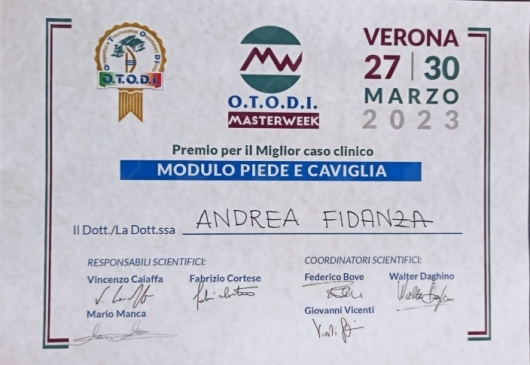 O.T.O.D.I.
O.T.O.D.I.
MASTERWEEK
VERONA
27 | 30
MARZO
2023
Premio per il Miglior caso clinico
MODULO PIEDE E CAVIGLIA
Il Dott./La Dott.ssa ANDREA FIDANZA
RESPONSABILI SCIENTIFICI:
Vincenzo Caiaffa Fabrizio Cortese
Mario Manca
COORDINATORI SCIENTIFICI:
Federico Bove Walter Daghino
Giovanni Vicenti